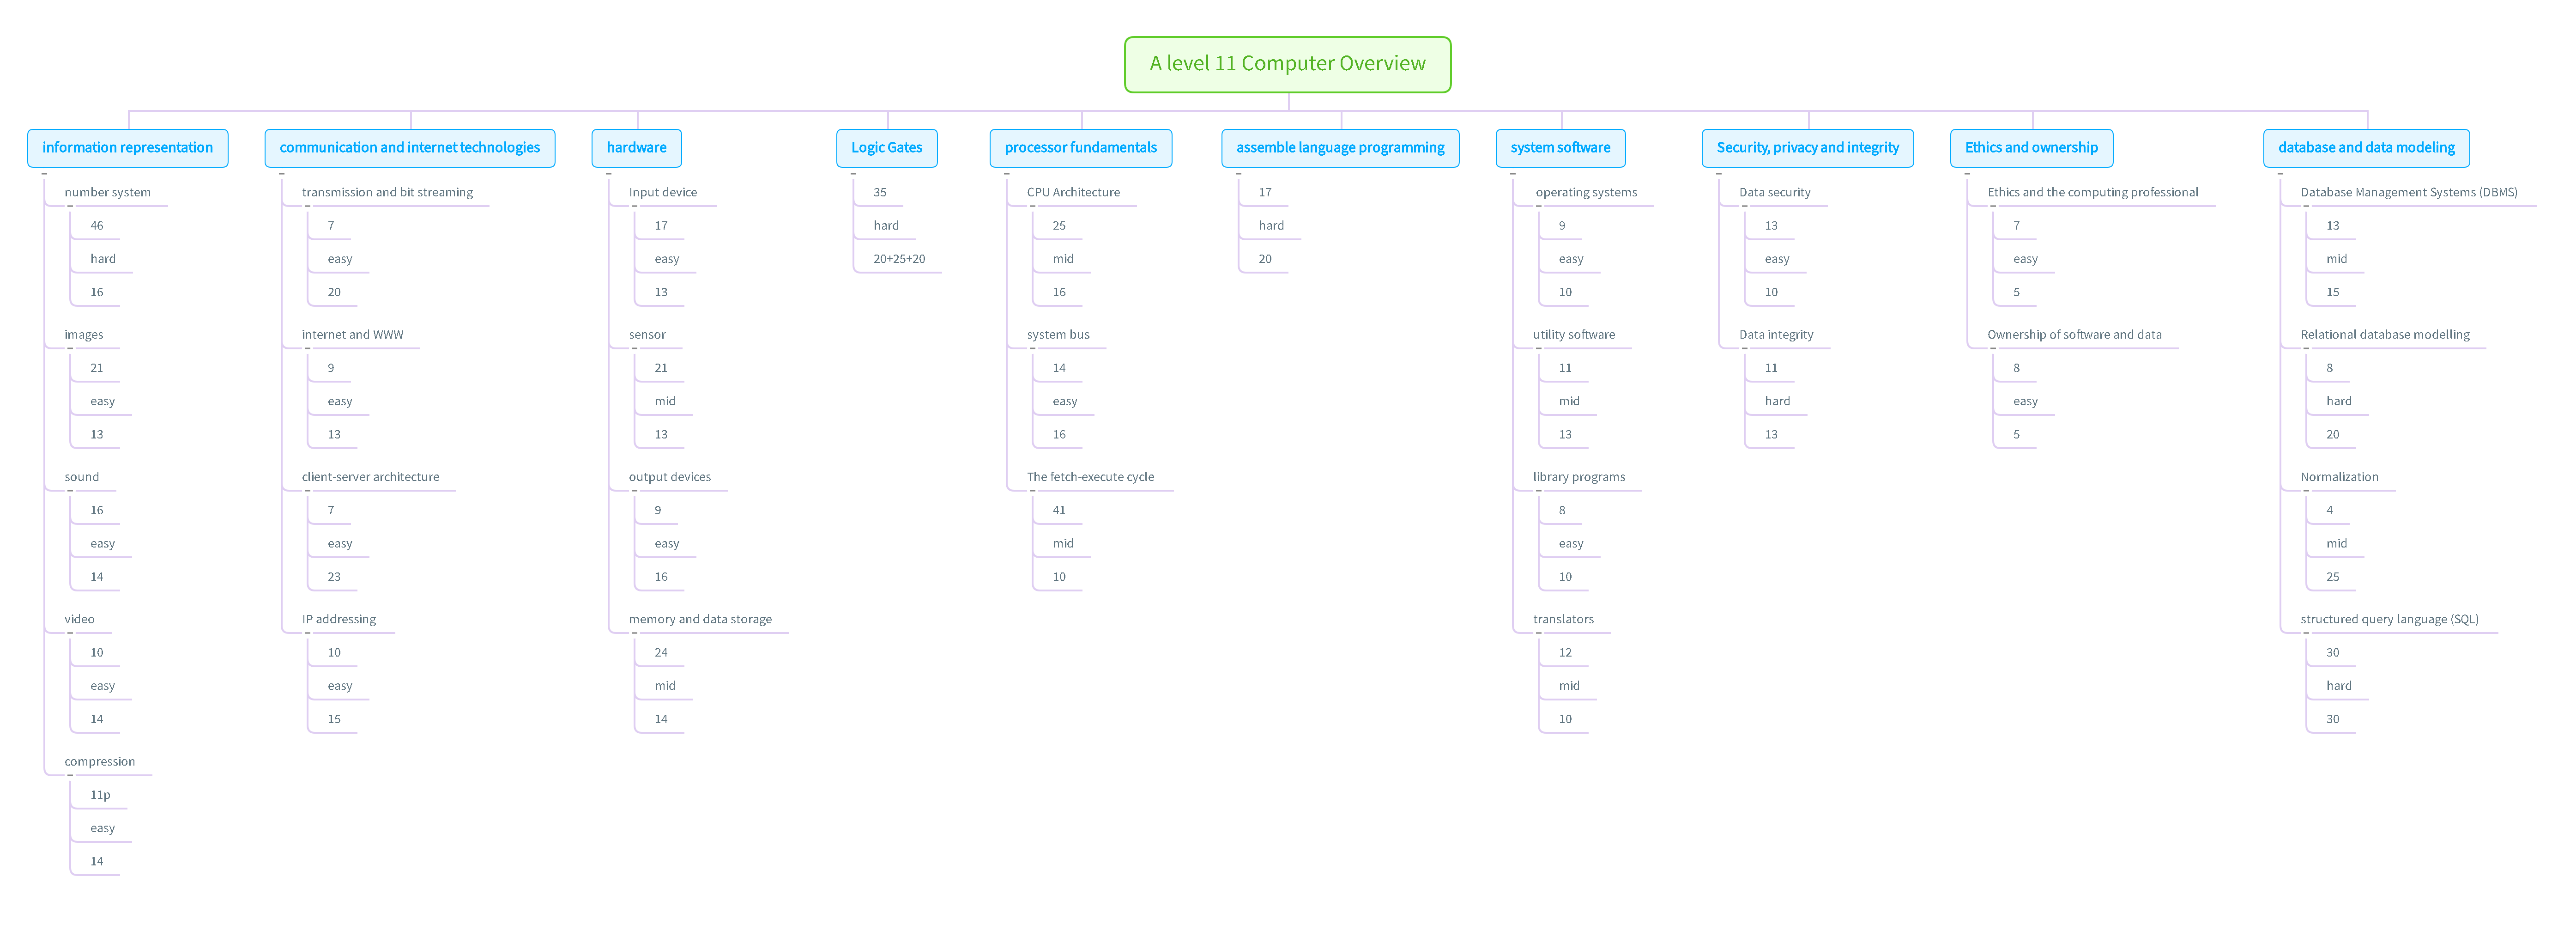 A level 11 Computer Overview
information representation
number system
46
hard
16
images
21
easy
13
sound
16
easy
14
video
10
easy
14
compression
11p
easy
14
communication and internet technologies
transmission and bit streaming
7
easy
20
internet and WWW
9
easy
13
client-server architecture
7
easy
23
IP addressing
10
easy
15
hardware
Input device
17
easy
13
sensor
21
mid
13
output devices
9
easy
16
memory and data storage
24
mid
14
Logic Gates
35
hard
20+25+20
processor fundamentals
CPU Architecture
25
mid
16
system bus
14
easy
16
The fetch-execute cycle
41
mid
10
assemble language programming
17
hard
20
system software
operating systems
9
easy
10
utility software
11
mid
13
library programs
8
easy
10
translators
12
mid
10
Security, privacy and integrity
Data security
13
easy
10
Data integrity
11
hard
13
Ethics and ownership
Ethics and the computing professional
7
easy
5
Ownership of software and data
8
easy
5
database and data modeling
Database Management Systems (DBMS)
13
mid
15
Relational database modelling
8
hard
20
Normalization
4
mid
25
structured query language (SQL)
30
hard
30